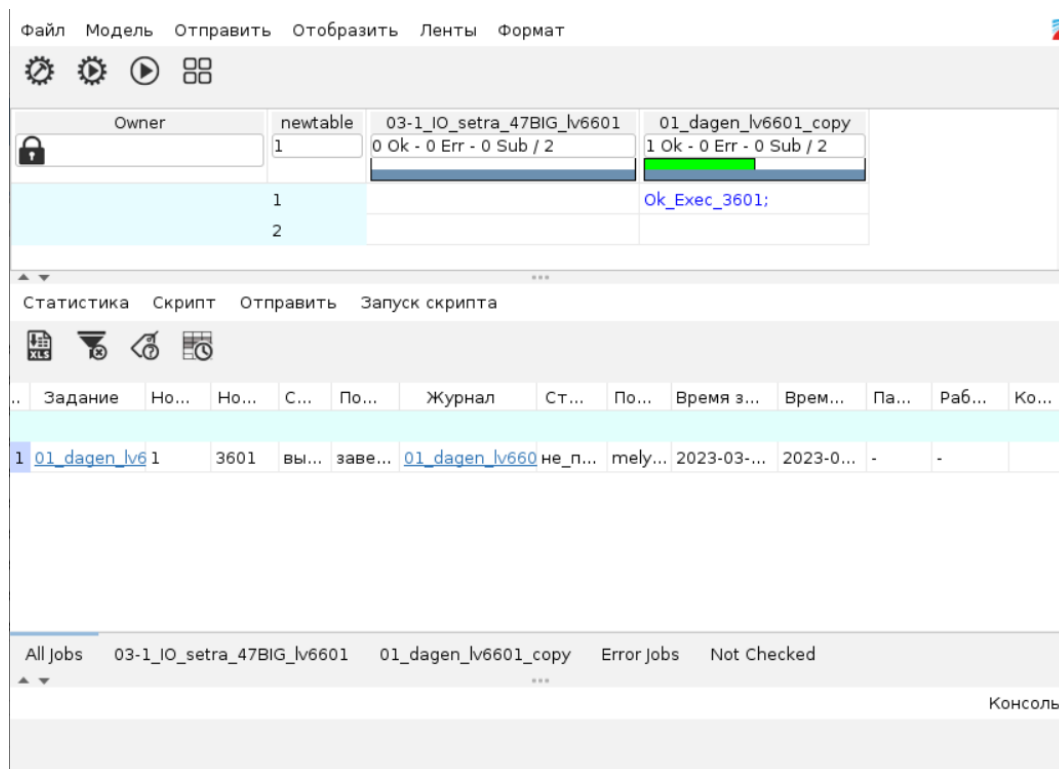 Файл Модель Отправить Отобразить Ленты Формат
Owner newtable 03-1_IO_setra_47BIG_lv6601 01_dagen_lv6601_copy
1 0 Ok - 0 Err - 0 Sub / 2 1 Ok - 0 Err - 0 Sub / 2
1 Ok_Exec_3601;
2
Статистика Скрипт Отправить Запуск скрипта
XLS
.. Задание Но... Но... С... По... Журнал Ст... По... Время з... Врем... Па... Раб... Ко...
1 01_dagen_lv6 1 3601 вы... заве... 01_dagen_lv660 не_п... mely... 2023-03-... 2023-0... - -
All Jobs 03-1_IO_setra_47BIG_lv6601 01_dagen_lv6601_copy Error Jobs Not Checked
Консоль